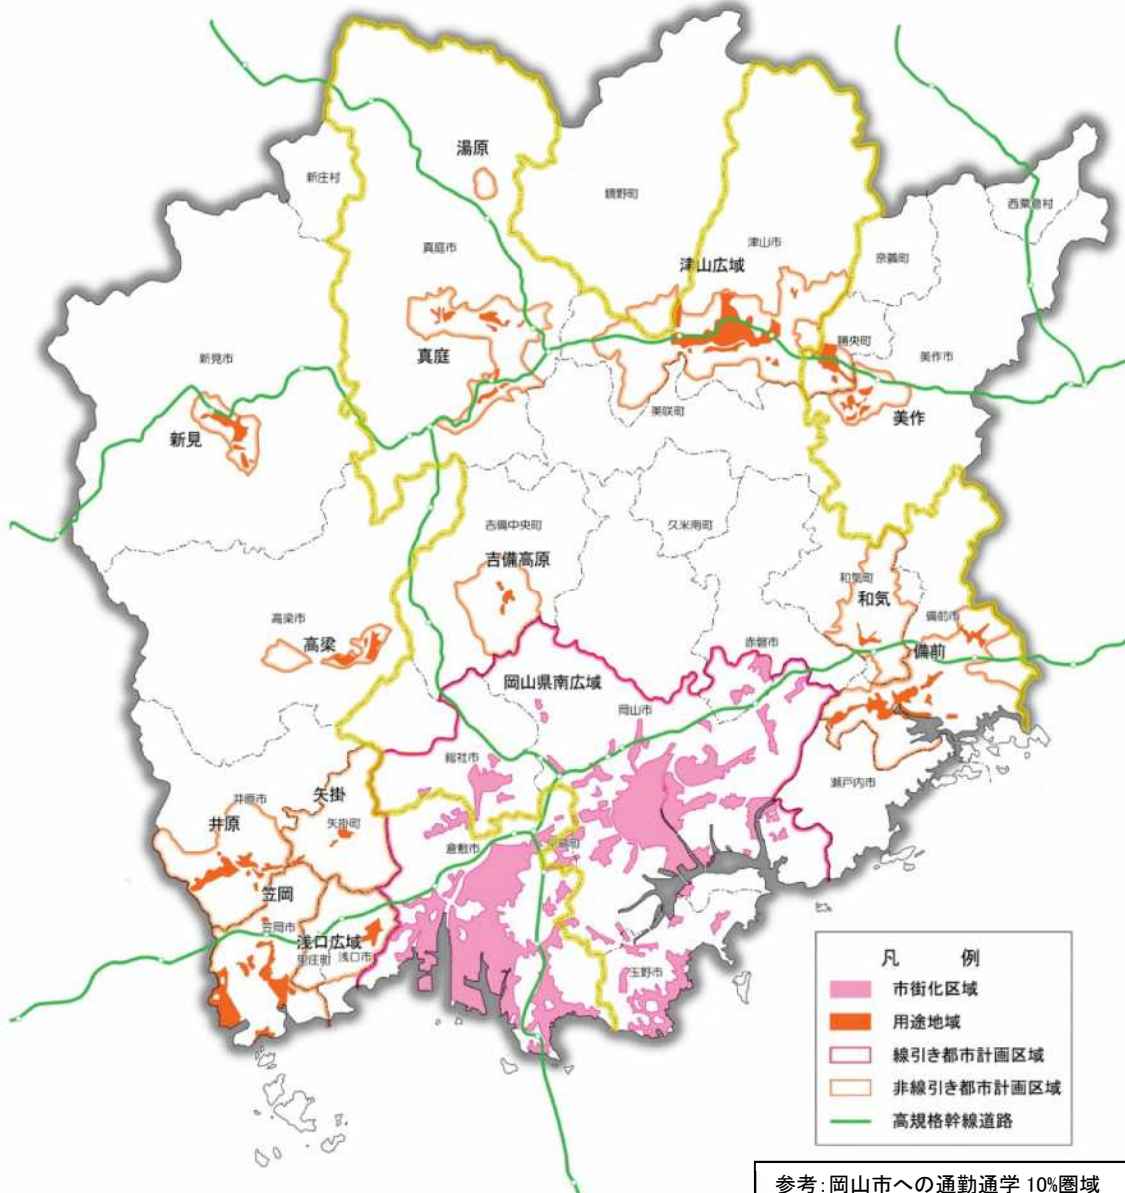 湯原
新庄村
鏡野町
西粟倉村
真庭市
津山市
奈義町
津山広域
勝央町
新見市
真庭
美作市
新見
美咲町
美作
吉備中央町
久米南町
吉備高原
和気町
和気
高梁市
高梁
備前市
備前
赤磐市
岡山県南広域
岡山市
総社市
瀬戸内市
矢掛
井原市
井原
矢掛町
倉敷市
早島町
笠岡
笠岡市
浅口広域
里庄町
浅口市
玉野市
凡 例
市街化区域
用途地域
線引き都市計画区域
非線引き都市計画区域
高規格幹線道路
参考:岡山市への通勤通学 10%圏域